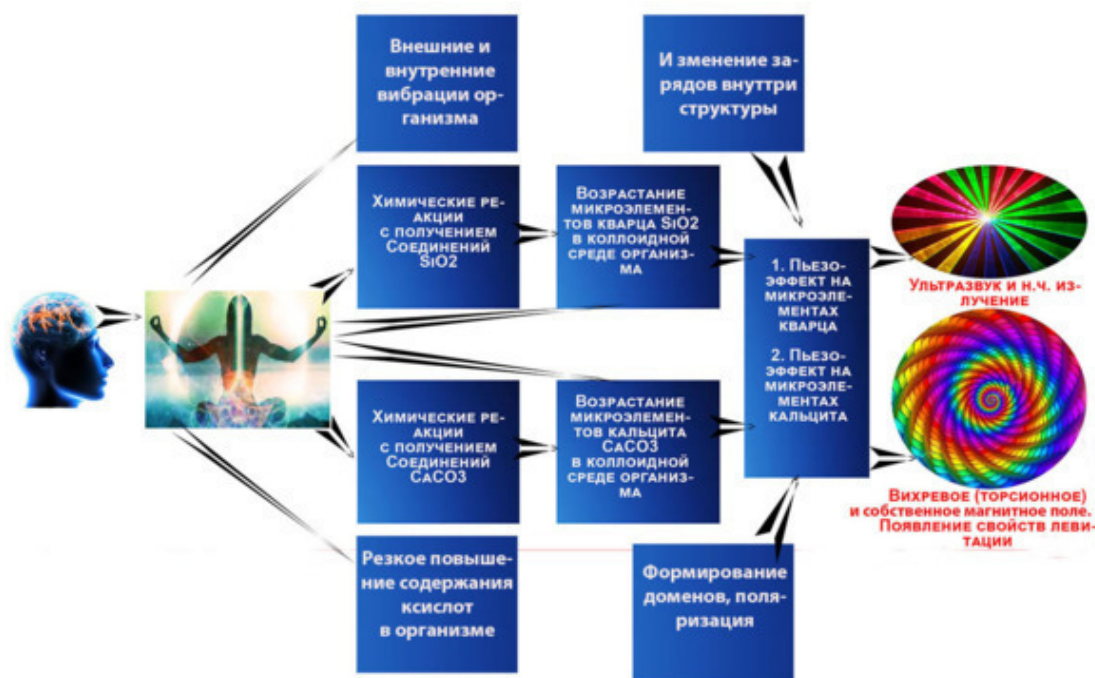 Внешние и
внутренние
вибрации ор-
ганизма
И зменение за-
рядов внуттри
структуры
Химические ре-
акции
с получением
Соединений
SiO2
Возрастание
микроэлемен-
тов кварца SiO2
в коллоидной
среде организ-
ма
1. Пьезо-
эффект на
микроэле-
ментах
кварца
2. Пьезо-
эффект на
микроэле-
ментах
кальцита
Ультразвук и н.ч. из-
лучение
Химические ре-
акции
с получением
Соединений
CaCO3
Возрастание
микроэлемен-
тов кальцита
CaCO3
в коллоидной
среде организ-
ма
Вихревое (торсионное)
и собственное магнитное поле.
Появление свойств леви-
тации
Резкое повыше-
ние содержания
ксислот
в организме
Формирование
доменов, поля-
ризация